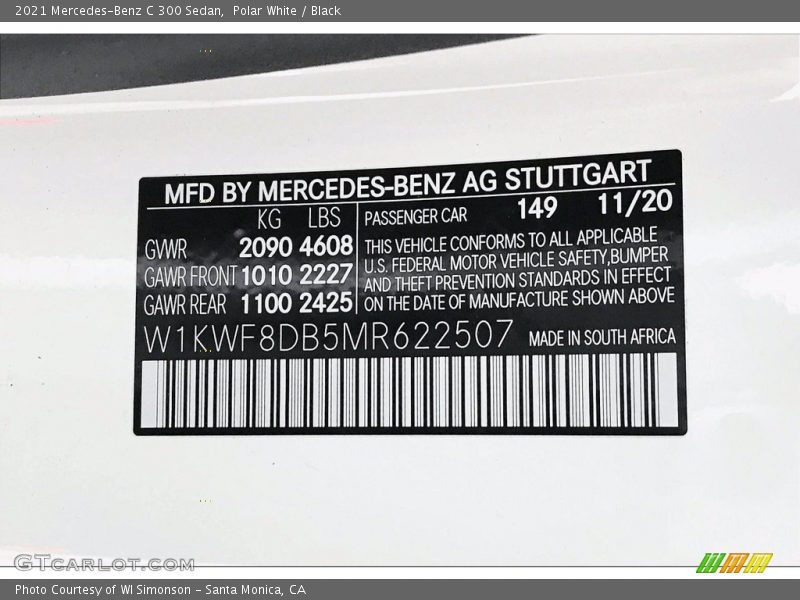 2021 Mercedes-Benz C 300 Sedan,  Polar White / Black
MFD BY MERCEDES-BENZ AG STUTTGART
KG LBS PASSENGER CAR 149 11/20
GVWR 2090 4608
GAWR FRONT 1010 2227
GAWR REAR 1100 2425
THIS VEHICLE CONFORMS TO ALL APPLICABLE
U.S. FEDERAL MOTOR VEHICLE SAFETY,BUMPER
AND THEFT PREVENTION STANDARDS IN EFFECT
ON THE DATE OF MANUFACTURE SHOWN ABOVE
W1KWF8DB5MR622507 MADE IN SOUTH AFRICA
GTCARLOT.COM
Photo Courtesy of WI Simonson - Santa Monica, CA